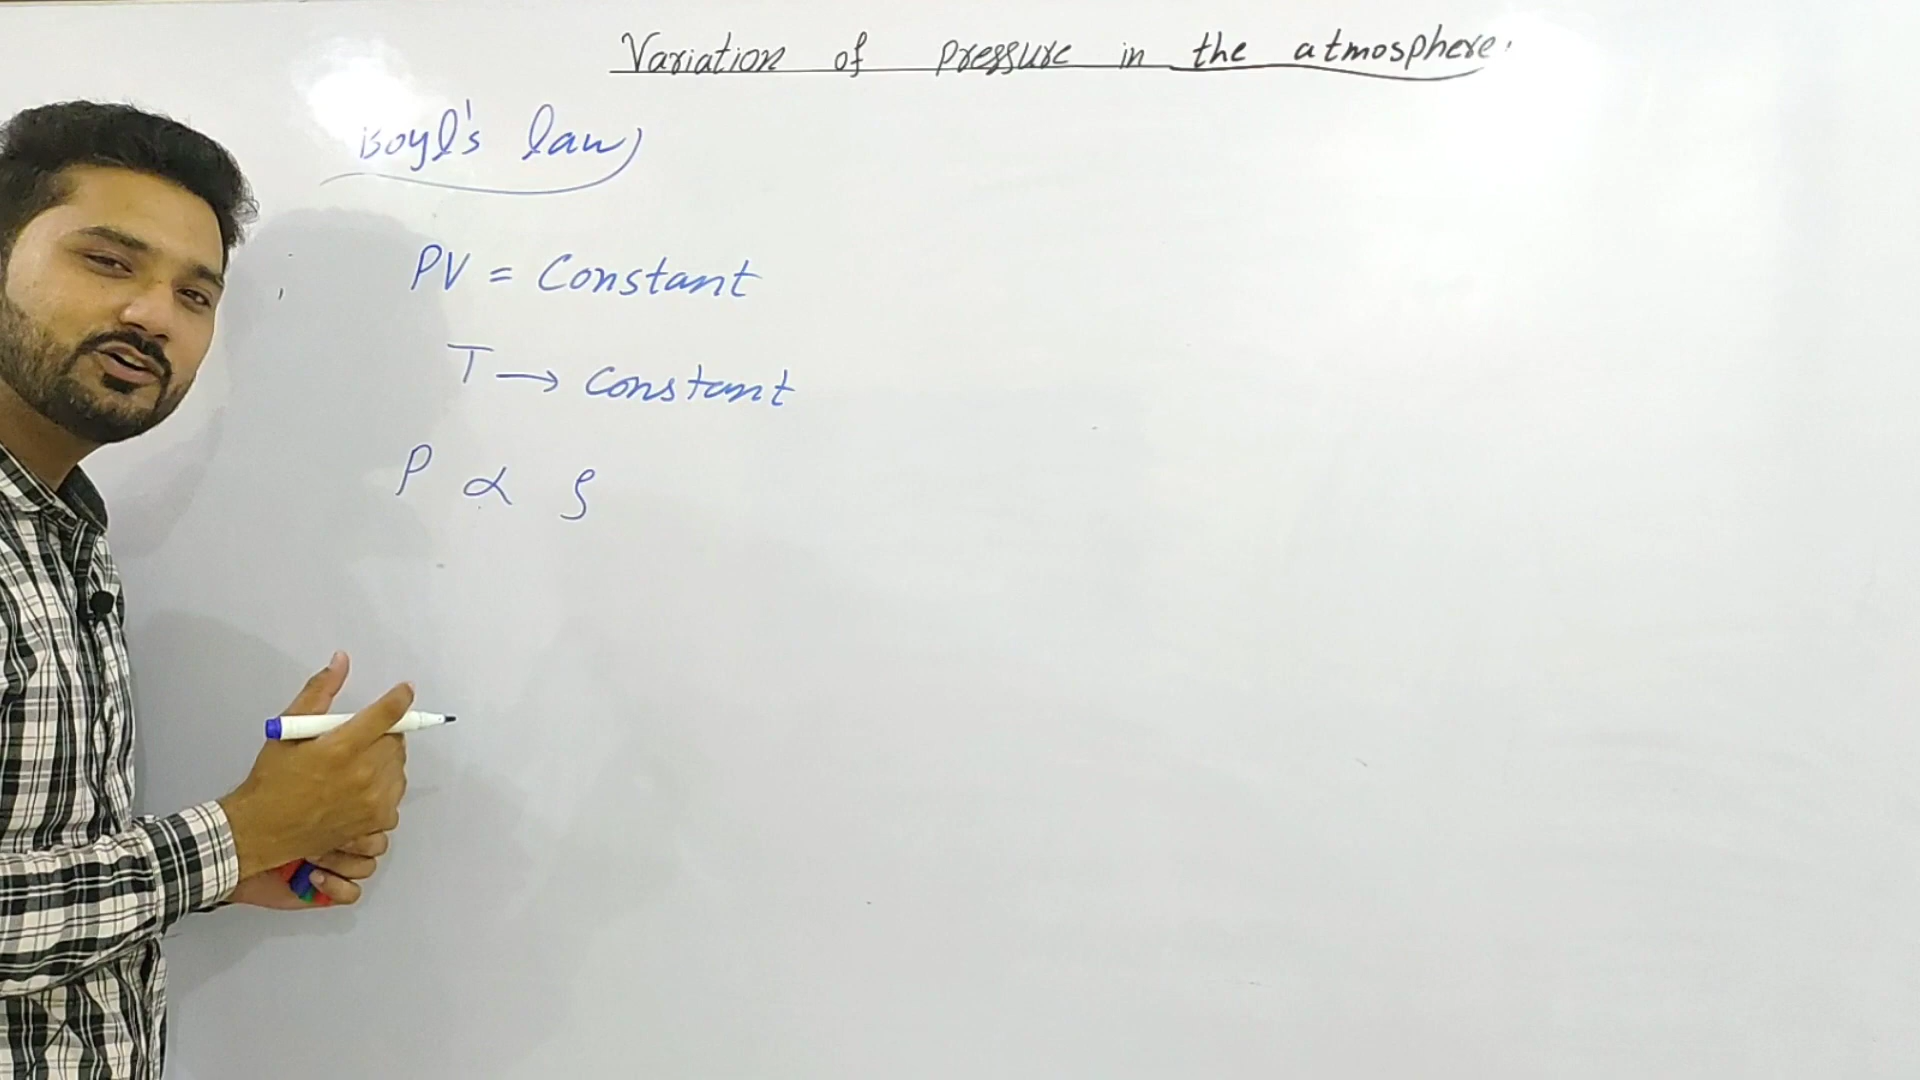 Variation of pressure in the atmosphere.
Boyl's law
PV = Constant
T → Constant
P ∝ ρ